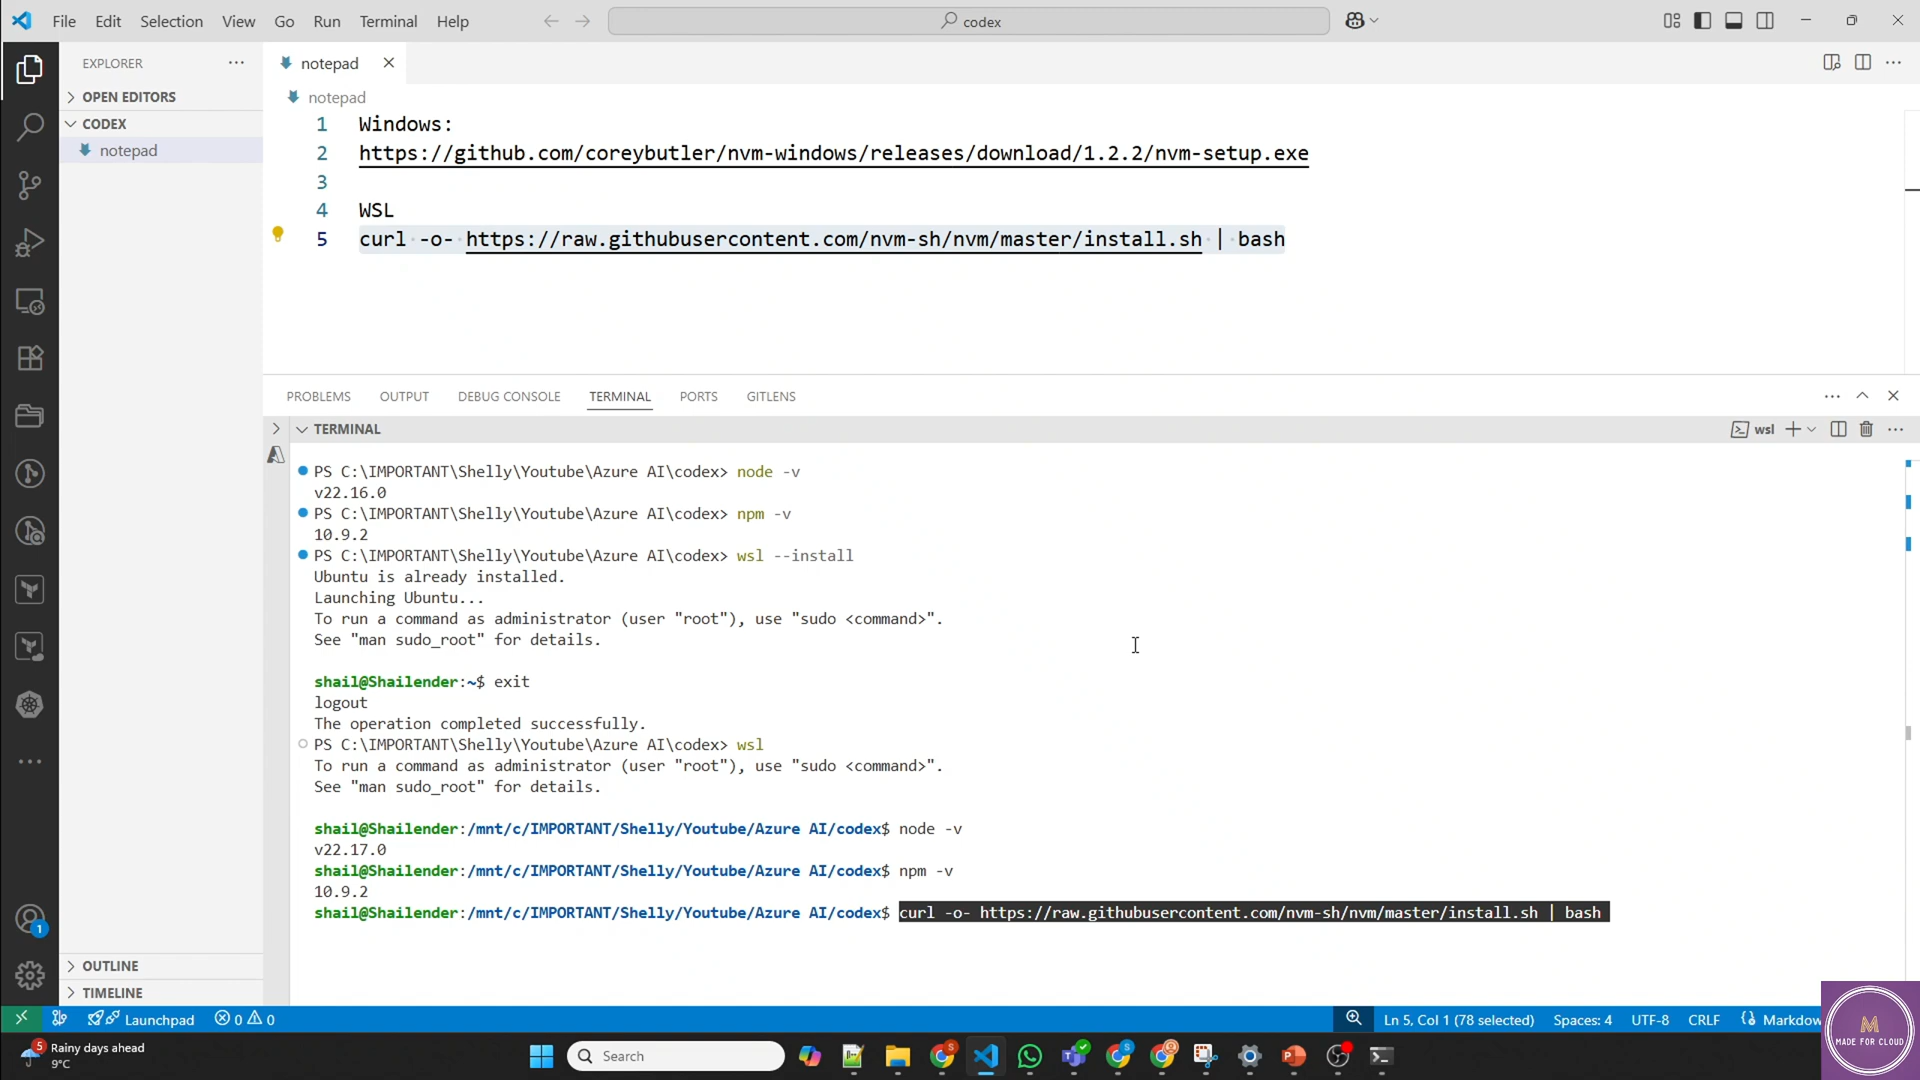 File Edit Selection View Go Run Terminal Help
codex
EXPLORER
OPEN EDITORS
CODEX
notepad
notepad
notepad
1 Windows:
2 https://github.com/coreybutler/nvm-windows/releases/download/1.2.2/nvm-setup.exe
3
4 WSL
5 curl -o- https://raw.githubusercontent.com/nvm-sh/nvm/master/install.sh | bash
PROBLEMS OUTPUT DEBUG CONSOLE TERMINAL PORTS GITLENS
TERMINAL
wsl
PS C:\IMPORTANT\Shelly\Youtube\Azure AI\codex> node -v
v22.16.0
PS C:\IMPORTANT\Shelly\Youtube\Azure AI\codex> npm -v
10.9.2
PS C:\IMPORTANT\Shelly\Youtube\Azure AI\codex> wsl --install
Ubuntu is already installed.
Launching Ubuntu...
To run a command as administrator (user "root"), use "sudo <command>".
See "man sudo_root" for details.
shail@Shailender:~$ exit
logout
The operation completed successfully.
PS C:\IMPORTANT\Shelly\Youtube\Azure AI\codex> wsl
To run a command as administrator (user "root"), use "sudo <command>".
See "man sudo_root" for details.
shail@Shailender:/mnt/c/IMPORTANT/Shelly/Youtube/Azure AI/codex$ node -v
v22.17.0
shail@Shailender:/mnt/c/IMPORTANT/Shelly/Youtube/Azure AI/codex$ npm -v
10.9.2
shail@Shailender:/mnt/c/IMPORTANT/Shelly/Youtube/Azure AI/codex$ curl -o- https://raw.githubusercontent.com/nvm-sh/nvm/master/install.sh | bash
1
OUTLINE
TIMELINE
Launchpad 0 0
Ln 5, Col 1 (78 selected) Spaces: 4 UTF-8 CRLF Markdow
5
Rainy days ahead
9°C
Search
M
MADE FOR CLOUD